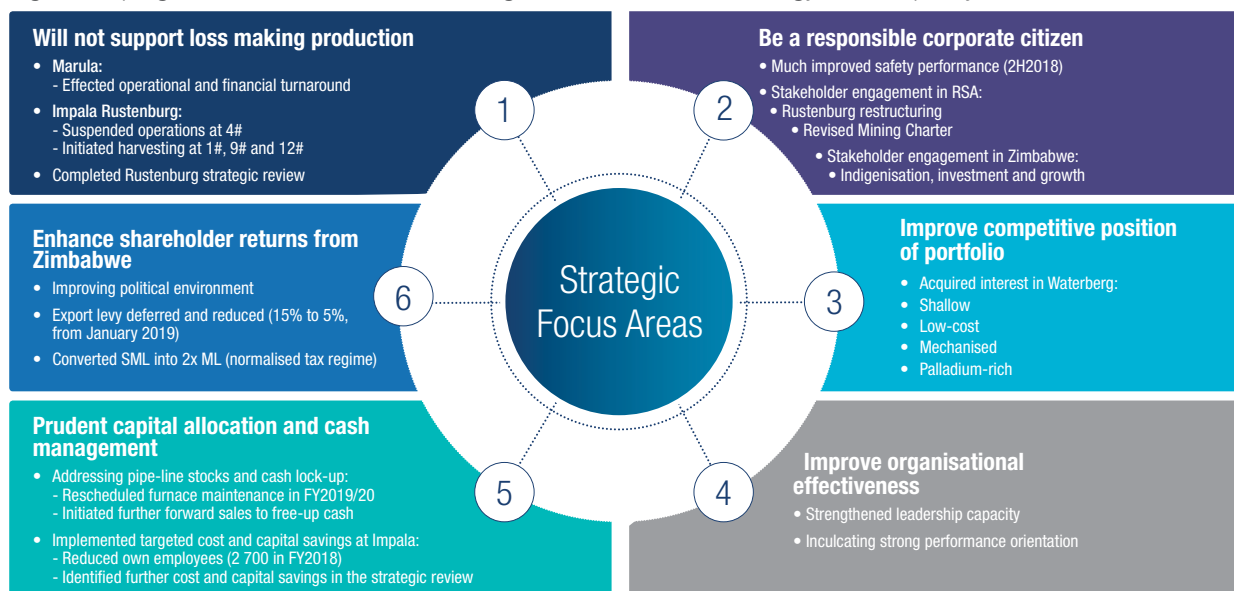 Will not support loss making production
• Marula:
- Effected operational and financial turnaround
• Impala Rustenburg:
- Suspended operations at 4#
- Initiated harvesting at 1#, 9# and 12#
• Completed Rustenburg strategic review
1
Be a responsible corporate citizen
• Much improved safety performance (2H2018)
• Stakeholder engagement in RSA:
• Rustenburg restructuring
• Revised Mining Charter
• Stakeholder engagement in Zimbabwe:
• Indigenisation, investment and growth
2
Improve competitive position
of portfolio
• Acquired interest in Waterberg:
• Shallow
• Low-cost
• Mechanised
• Palladium-rich
3
Improve organisational
effectiveness
• Strengthened leadership capacity
• Inculcating strong performance orientation
4
Prudent capital allocation and cash
management
• Addressing pipe-line stocks and cash lock-up:
- Rescheduled furnace maintenance in FY2019/20
- Initiated further forward sales to free-up cash
• Implemented targeted cost and capital savings at Impala:
- Reduced own employees (2 700 in FY2018)
- Identified further cost and capital savings in the strategic review
5
Enhance shareholder returns from
Zimbabwe
• Improving political environment
• Export levy deferred and reduced (15% to 5%,
from January 2019)
• Converted SML into 2x ML (normalised tax regime)
6
Strategic
Focus Areas